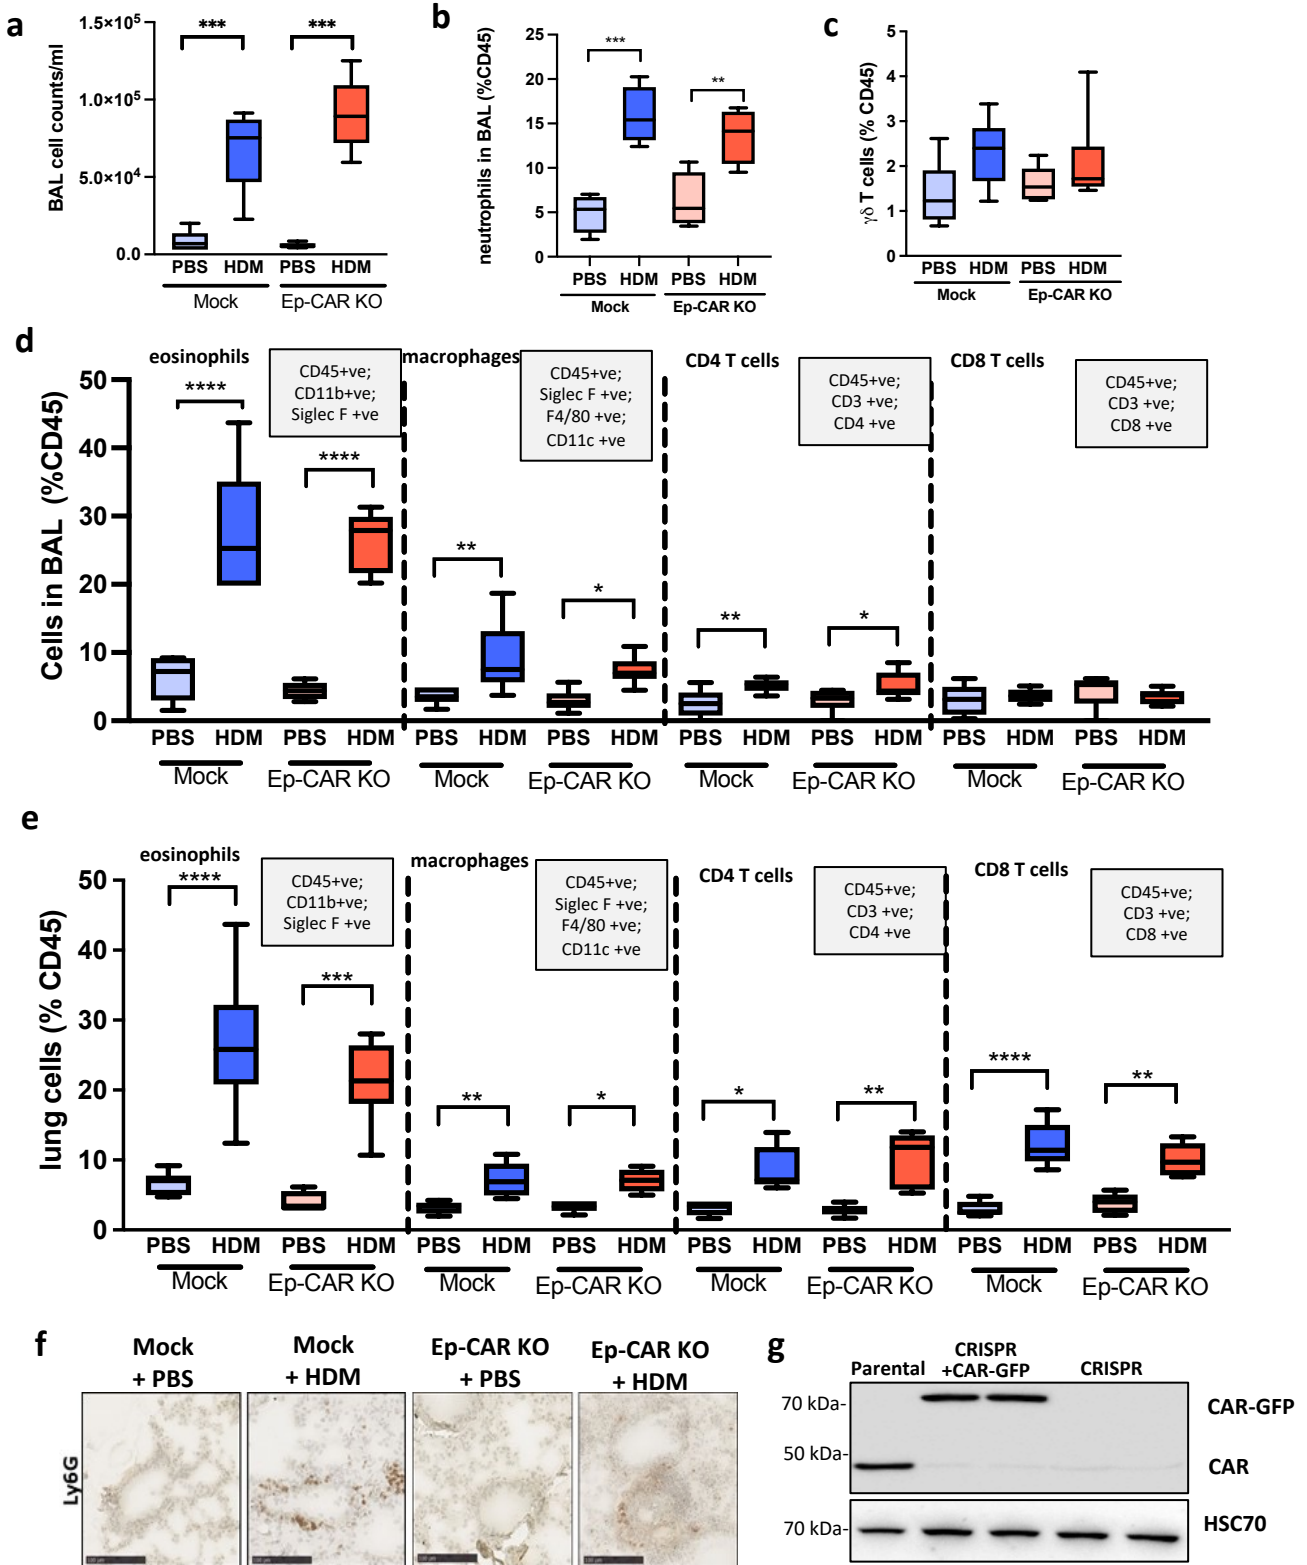 a
BAL cell counts/ml
1.5×10⁵
1.0×10⁵
5.0×10⁴
0.0
***
***
PBS HDM PBS HDM
Mock Ep-CAR KO
b
neutrophils in BAL (%CD45)
25
20
15
10
5
0
***
**
PBS HDM PBS HDM
Mock Ep-CAR KO
c
γδ T cells (% CD45)
5
4
3
2
1
0
PBS HDM PBS HDM
Mock Ep-CAR KO
d
Cells in BAL (%CD45)
50
40
30
20
10
0
eosinophils
CD45+ve;
CD11b+ve;
Siglec F +ve
****
****
macrophages
CD45+ve;
Siglec F +ve;
F4/80 +ve;
CD11c +ve
**
*
CD4 T cells
CD45+ve;
CD3 +ve;
CD4 +ve
**
*
CD8 T cells
CD45+ve;
CD3 +ve;
CD8 +ve
PBS HDM PBS HDM PBS HDM PBS HDM PBS HDM PBS HDM PBS HDM PBS HDM
Mock Ep-CAR KO Mock Ep-CAR KO Mock Ep-CAR KO Mock Ep-CAR KO
e
lung cells (% CD45)
50
40
30
20
10
0
eosinophils
CD45+ve;
CD11b+ve;
Siglec F +ve
****
***
macrophages
CD45+ve;
Siglec F +ve;
F4/80 +ve;
CD11c +ve
**
*
CD4 T cells
CD45+ve;
CD3 +ve;
CD4 +ve
*
**
CD8 T cells
CD45+ve;
CD3 +ve;
CD8 +ve
****
**
PBS HDM PBS HDM PBS HDM PBS HDM PBS HDM PBS HDM PBS HDM PBS HDM
Mock Ep-CAR KO Mock Ep-CAR KO Mock Ep-CAR KO Mock Ep-CAR KO
f
Mock
+ PBS
Mock
+ HDM
Ep-CAR KO
+ PBS
Ep-CAR KO
+ HDM
Ly6G
g
Parental
CRISPR
+CAR-GFP
CRISPR
70 kDa-
50 kDa-
70 kDa-
CAR-GFP
CAR
HSC70